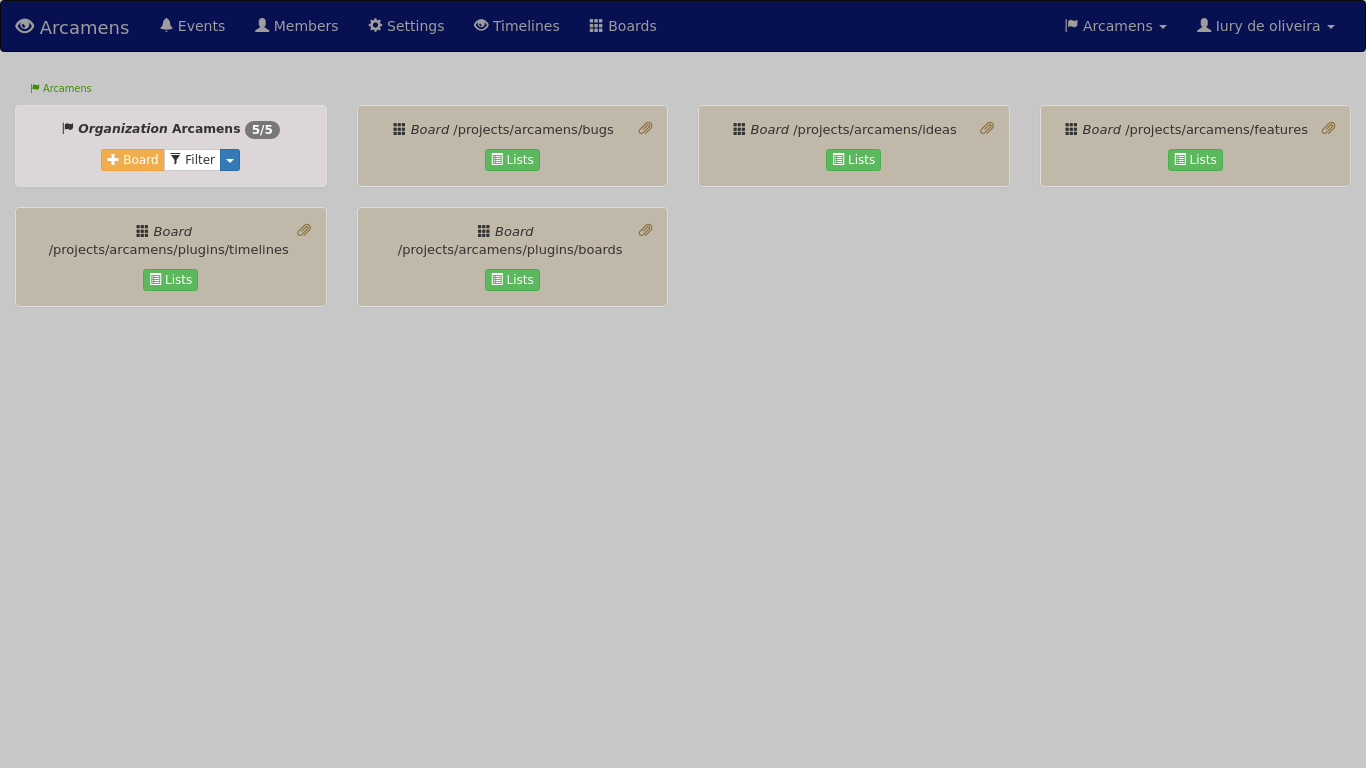 Arcamens Events Members Settings Timelines Boards Arcamens Iury de oliveira
Arcamens
Organization Arcamens 5/5
Board Filter
Board /projects/arcamens/bugs
Lists
Board /projects/arcamens/ideas
Lists
Board /projects/arcamens/features
Lists
Board
/projects/arcamens/plugins/timelines
Lists
Board
/projects/arcamens/plugins/boards
Lists